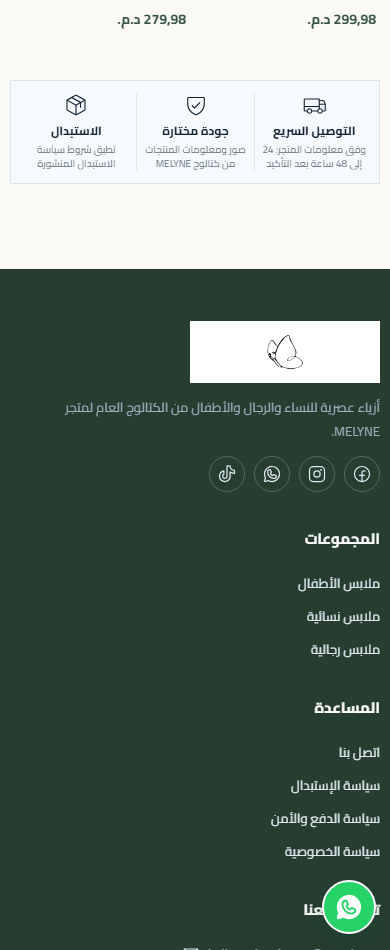 299,98 د.م.
279,98 د.م.
التوصيل السريع
وفق معلومات المتجر: 24
إلى 48 ساعة بعد التأكيد
جودة مختارة
صور ومعلومات المنتجات
من كتالوج MELYNE
الاستبدال
تطبق شروط سياسة
الاستبدال المنشورة
أزياء عصرية للنساء والرجال والأطفال من الكتالوج العام لمتجر
MELYNE.
المجموعات
ملابس الأطفال
ملابس نسائية
ملابس رجالية
المساعدة
اتصل بنا
سياسة الإستبدال
سياسة الدفع والأمن
سياسة الخصوصية
معنا